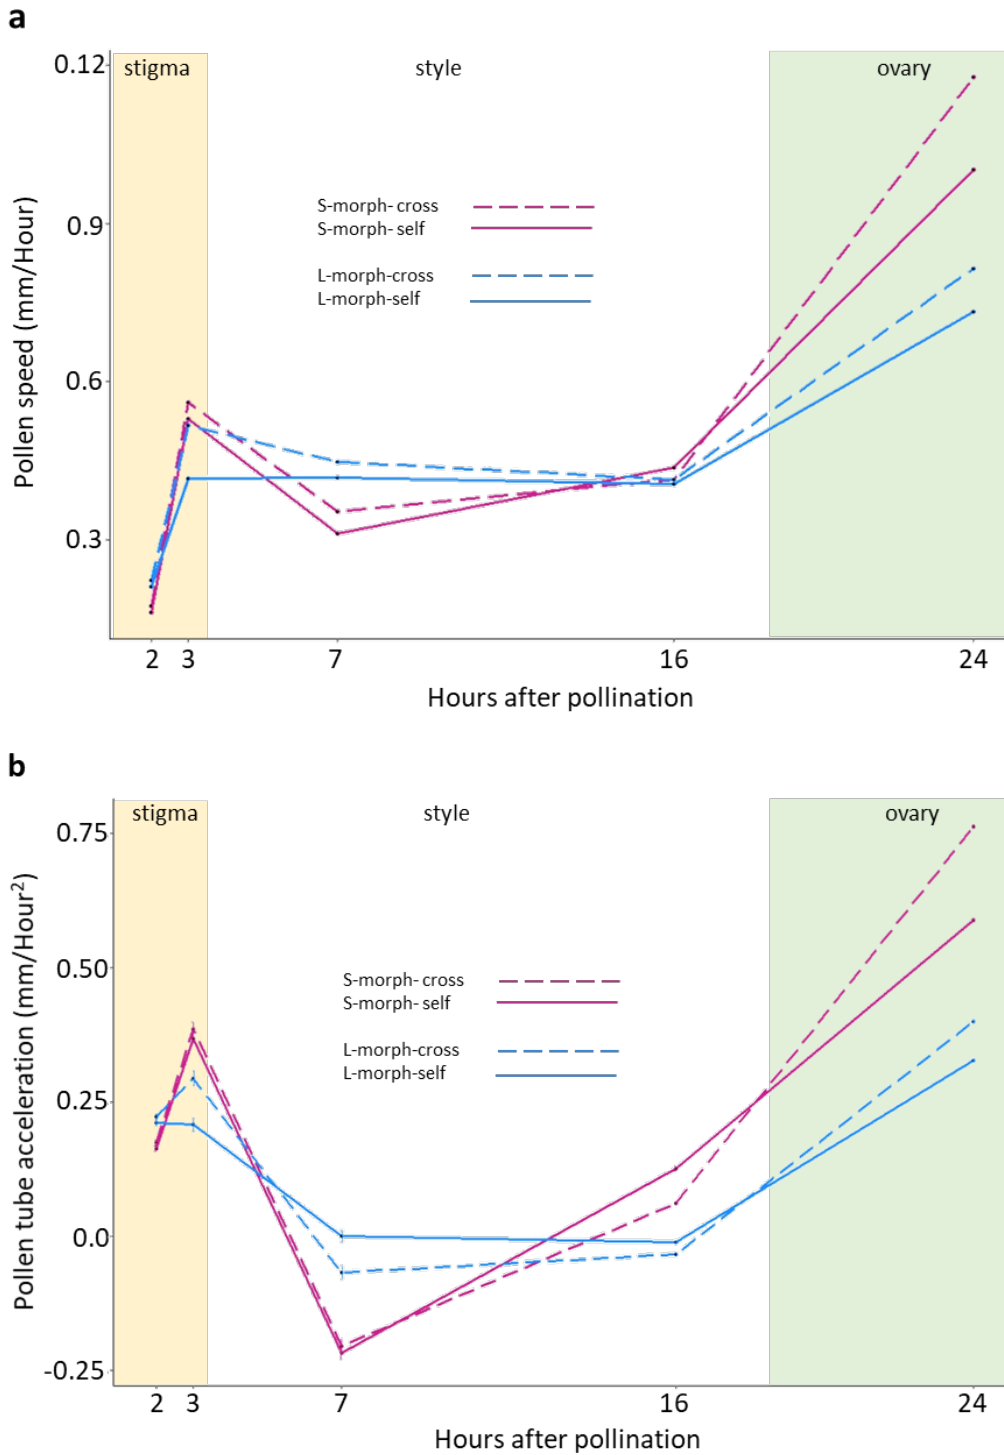 a
0.12
stigma
style
ovary
0.9
0.6
0.3
Pollen speed (mm/Hour)
S-morph- cross
S-morph- self
L-morph-cross
L-morph-self
2 3 7 16 24
Hours after pollination
b
stigma
style
ovary
0.75
0.50
0.25
0.0
-0.25
Pollen tube acceleration (mm/Hour²)
S-morph- cross
S-morph- self
L-morph-cross
L-morph-self
2 3 7 16 24
Hours after pollination